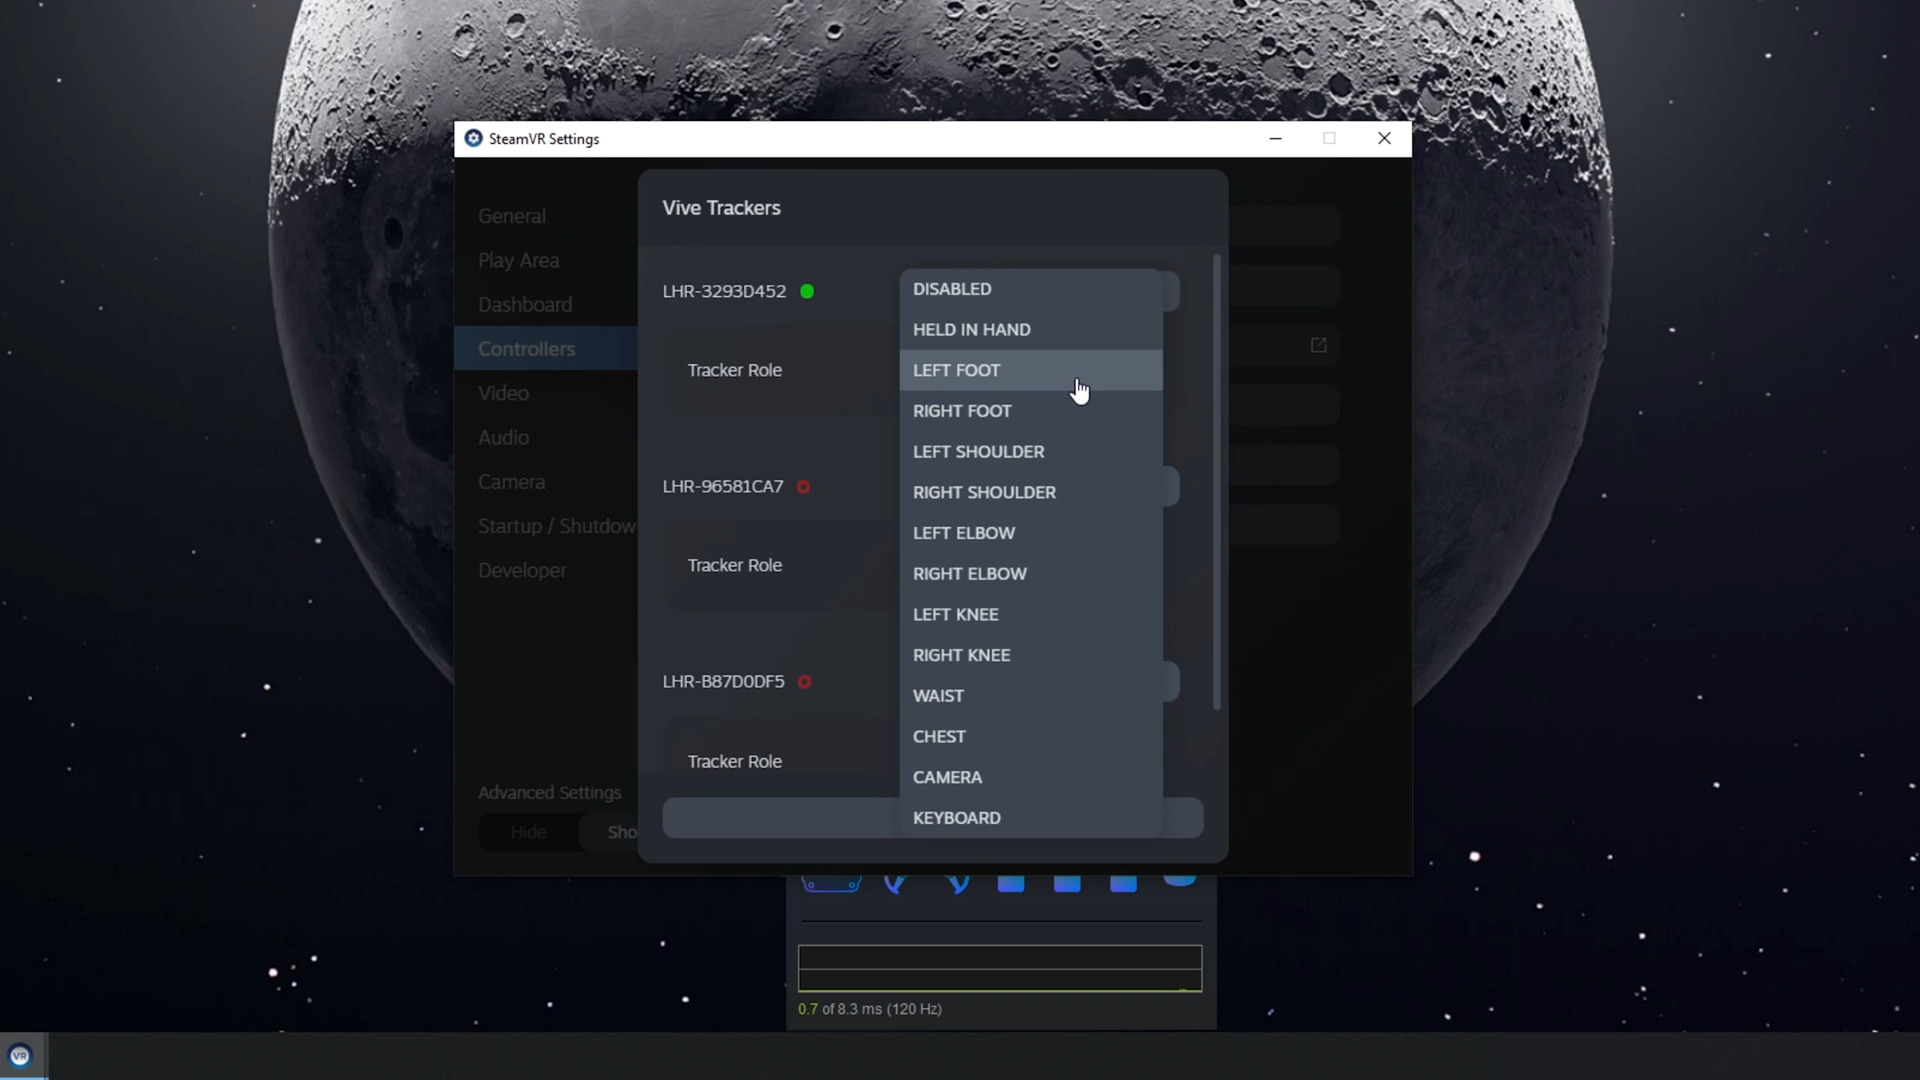 SteamVR Settings
General
Play Area
Dashboard
Controllers
Video
Audio
Camera
Startup / Shutdow
Developer
Advanced Settings
Hide
Sho
Vive Trackers
LHR-3293D452
Tracker Role
LHR-96581CA7
Tracker Role
LHR-B87D0DF5
Tracker Role
DISABLED
HELD IN HAND
LEFT FOOT
RIGHT FOOT
LEFT SHOULDER
RIGHT SHOULDER
LEFT ELBOW
RIGHT ELBOW
LEFT KNEE
RIGHT KNEE
WAIST
CHEST
CAMERA
KEYBOARD
0.7 of 8.3 ms (120 Hz)
VR